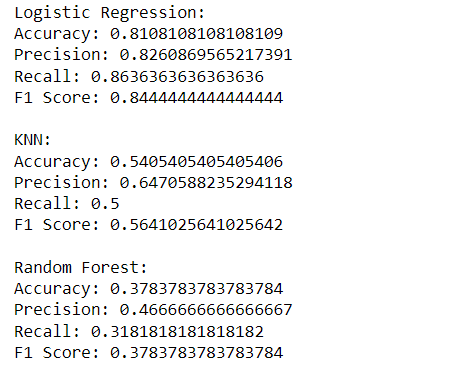 Logistic Regression:
Accuracy: 0.8108108108108109
Precision: 0.8260869565217391
Recall: 0.8636363636363636
F1 Score: 0.8444444444444444
KNN:
Accuracy: 0.5405405405405406
Precision: 0.6470588235294118
Recall: 0.5
F1 Score: 0.5641025641025642
Random Forest:
Accuracy: 0.3783783783783784
Precision: 0.4666666666666667
Recall: 0.3181818181818182
F1 Score: 0.3783783783783784